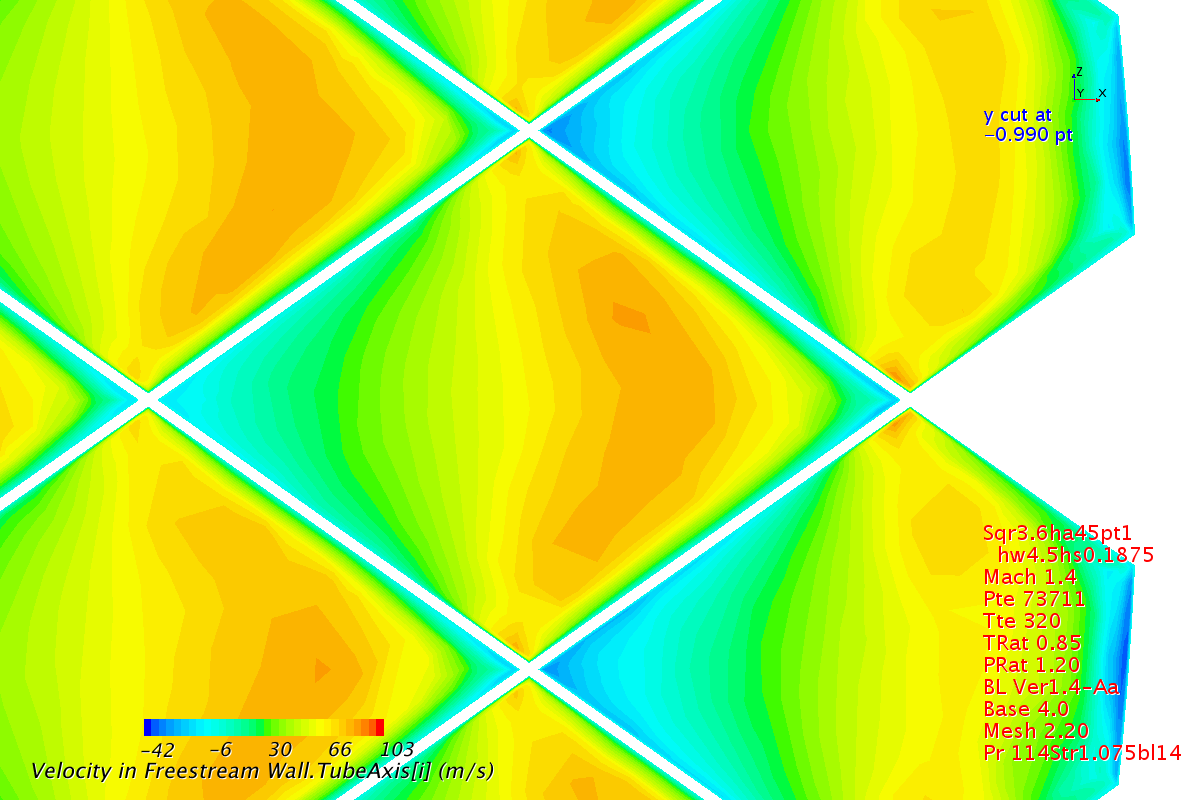 Z
Y X
y cut at
−0.990 pt
Sqr3.6ha45pt1
hw4.5hs0.1875
Mach 1.4
Pte 73711
Tte 320
TRat 0.85
PRat 1.20
BL Ver1.4-Aa
Base 4.0
Mesh 2.20
Pr 114Str1.075bl14
−42 −6 30 66 103
Velocity in Freestream Wall.TubeAxis[i] (m/s)